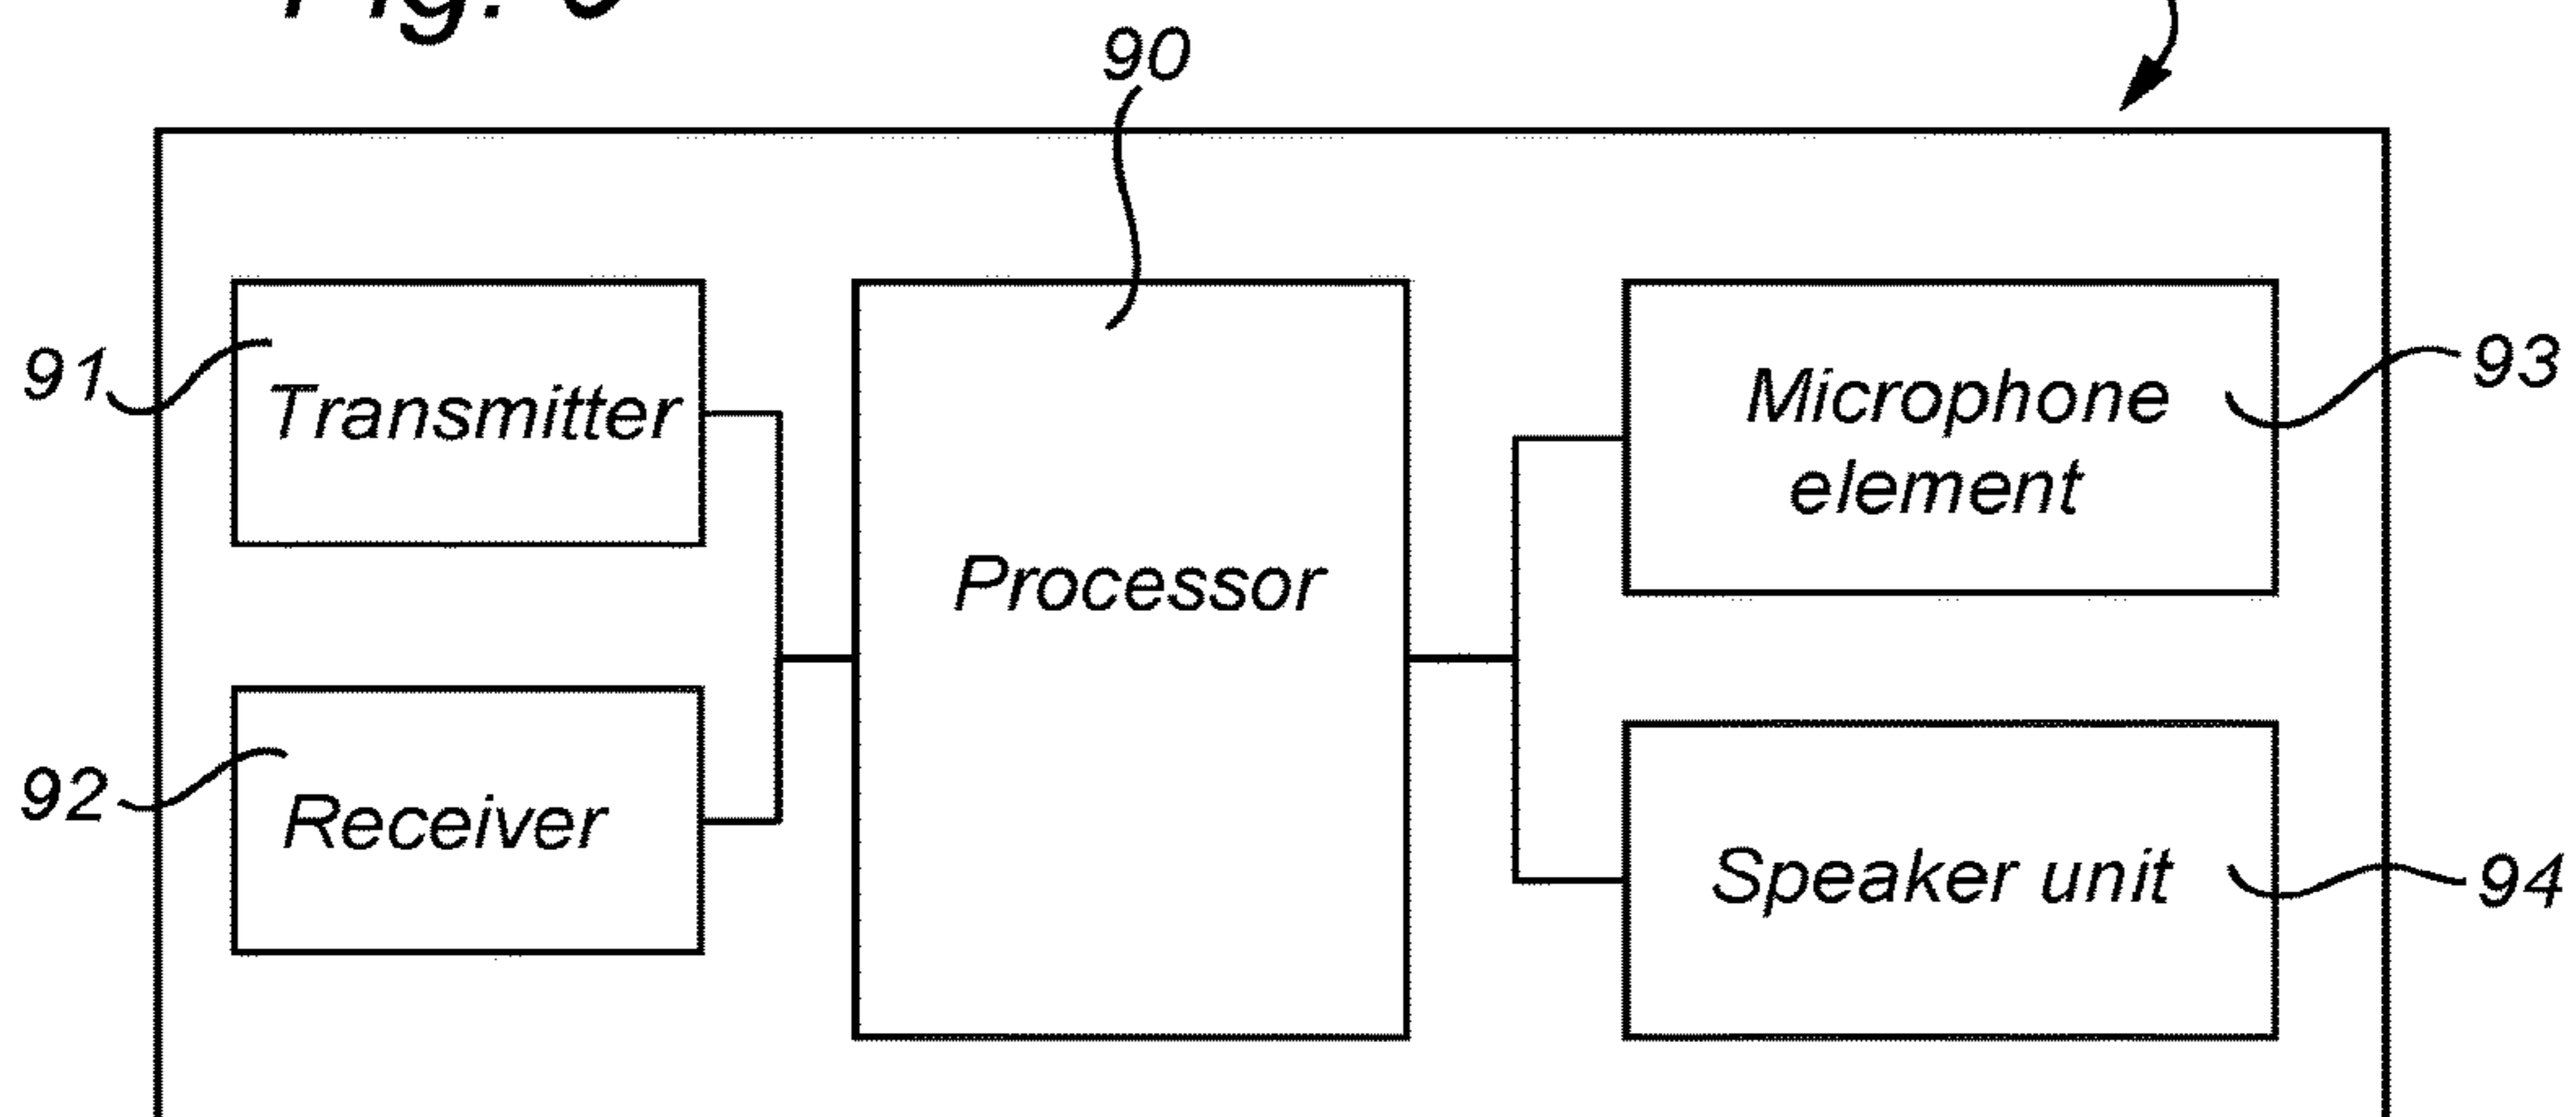 90
91
Transmitter
Microphone
element
93
Processor
92
Receiver
Speaker unit
94